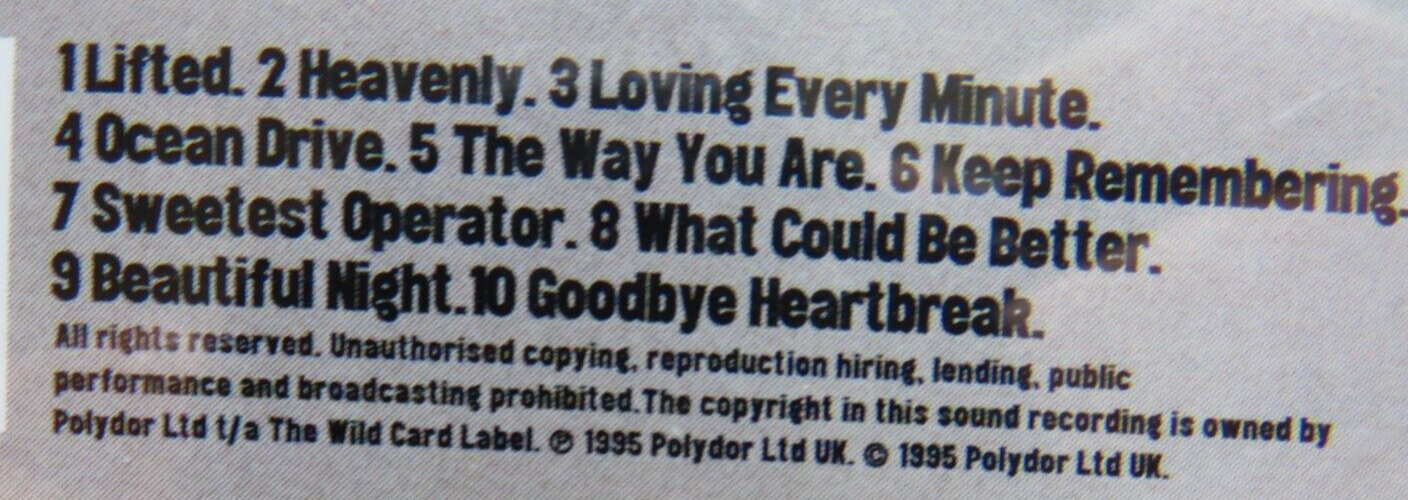 1 Lifted. 2 Heavenly. 3 Loving Every Minute.
4 Ocean Drive. 5 The Way You Are. 6 Keep Remembering.
7 Sweetest Operator. 8 What Could Be Better.
9 Beautiful Night. 10 Goodbye Heartbreak.
All rights reserved. Unauthorised copying, reproduction hiring, lending, public
performance and broadcasting prohibited. The copyright in this sound recording is owned by
Polydor Ltd t/a The Wild Card Label. ℗ 1995 Polydor Ltd UK. © 1995 Polydor Ltd UK.